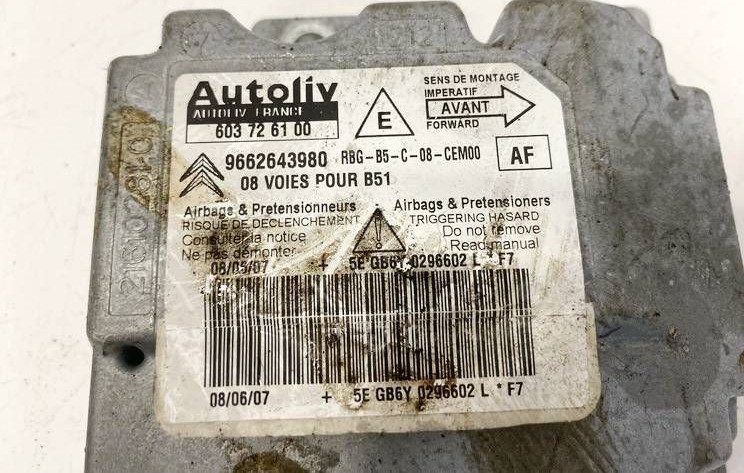 Autoliv
AUTOLIV FRANCE
603 72 61 00
E
SENS DE MONTAGE
IMPERATIF
AVANT
FORWARD
9662643980 RBG-B5-C-08-CEM00 AF
08 VOIES POUR B51
Airbags & Pretensionneurs
RISQUE DE DECLENCHEMENT
Consulter la notice
Ne pas démonter
Airbags & Pretensioners
TRIGGERING HASARD
Do not remove
Read manual
08/05/07 + 5E GB6Y 0296602 L * F7
08/06/07 + 5E GB6Y 0296602 L * F7